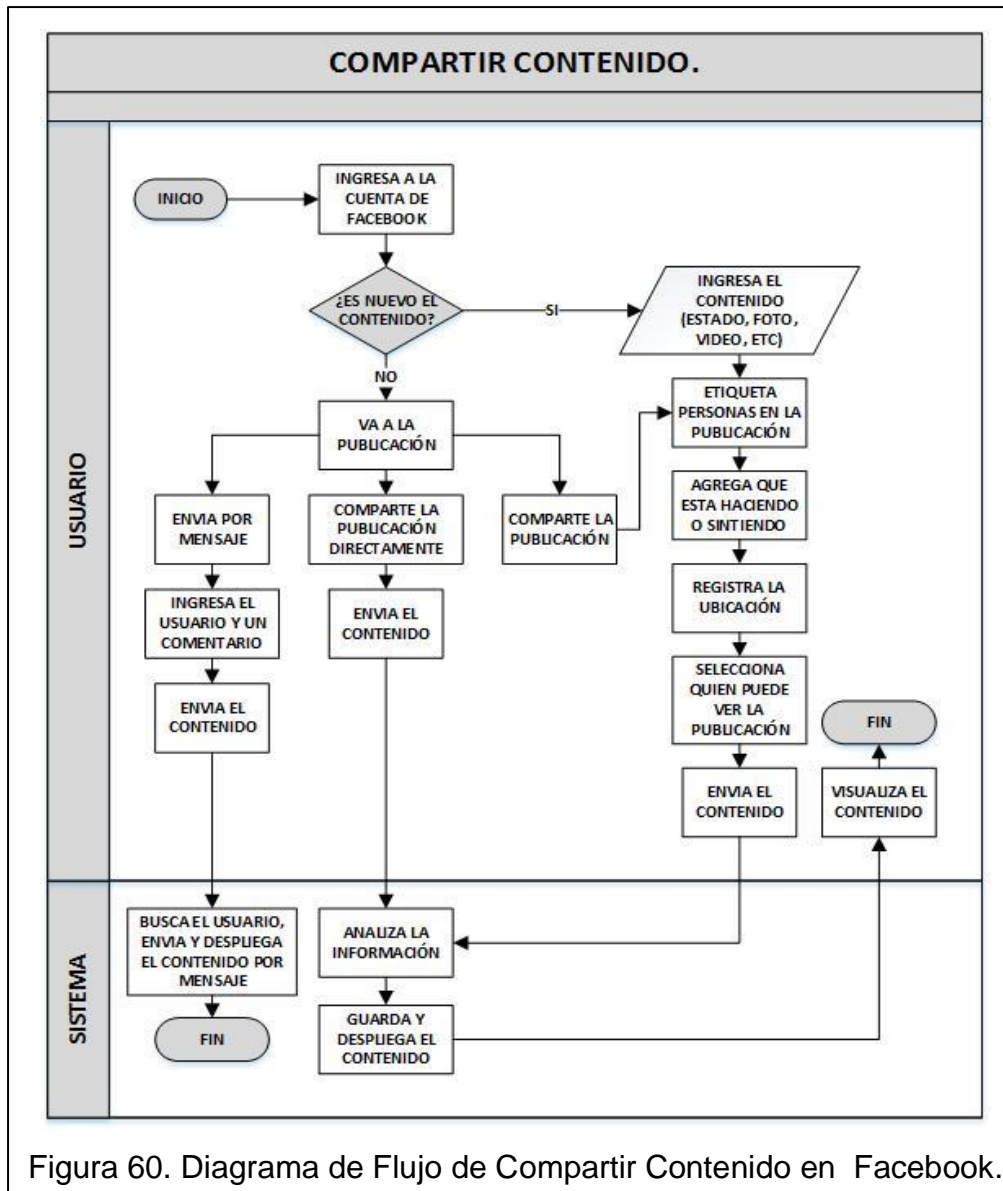 COMPARTIR CONTENIDO.
USUARIO
INICIO
INGRESA A LA
CUENTA DE
FACEBOOK
¿ES NUEVO EL
CONTENIDO?
SI
INGRESA EL
CONTENIDO
(ESTADO, FOTO,
VIDEO, ETC)
NO
VA A LA
PUBLICACIÓN
ETIQUETA
PERSONAS EN LA
PUBLICACIÓN
ENVIA POR
MENSAJE
COMPARTE LA
PUBLICACIÓN
DIRECTAMENTE
COMPARTE LA
PUBLICACIÓN
AGREGA QUE
ESTA HACIENDO
O SINTIENDO
INGRESA EL
USUARIO Y UN
COMENTARIO
ENVIA EL
CONTENIDO
REGISTRA LA
UBICACIÓN
ENVIA EL
CONTENIDO
SELECCIONA
QUIEN PUEDE
VER LA
PUBLICACIÓN
FIN
ENVIA EL
CONTENIDO
VISUALIZA EL
CONTENIDO
SISTEMA
BUSCA EL USUARIO,
ENVIA Y DESPLIEGA
EL CONTENIDO POR
MENSAJE
ANALIZA LA
INFORMACIÓN
FIN
GUARDA Y
DESPLIEGA EL
CONTENIDO
Figura 60. Diagrama de Flujo de Compartir Contenido en Facebook.